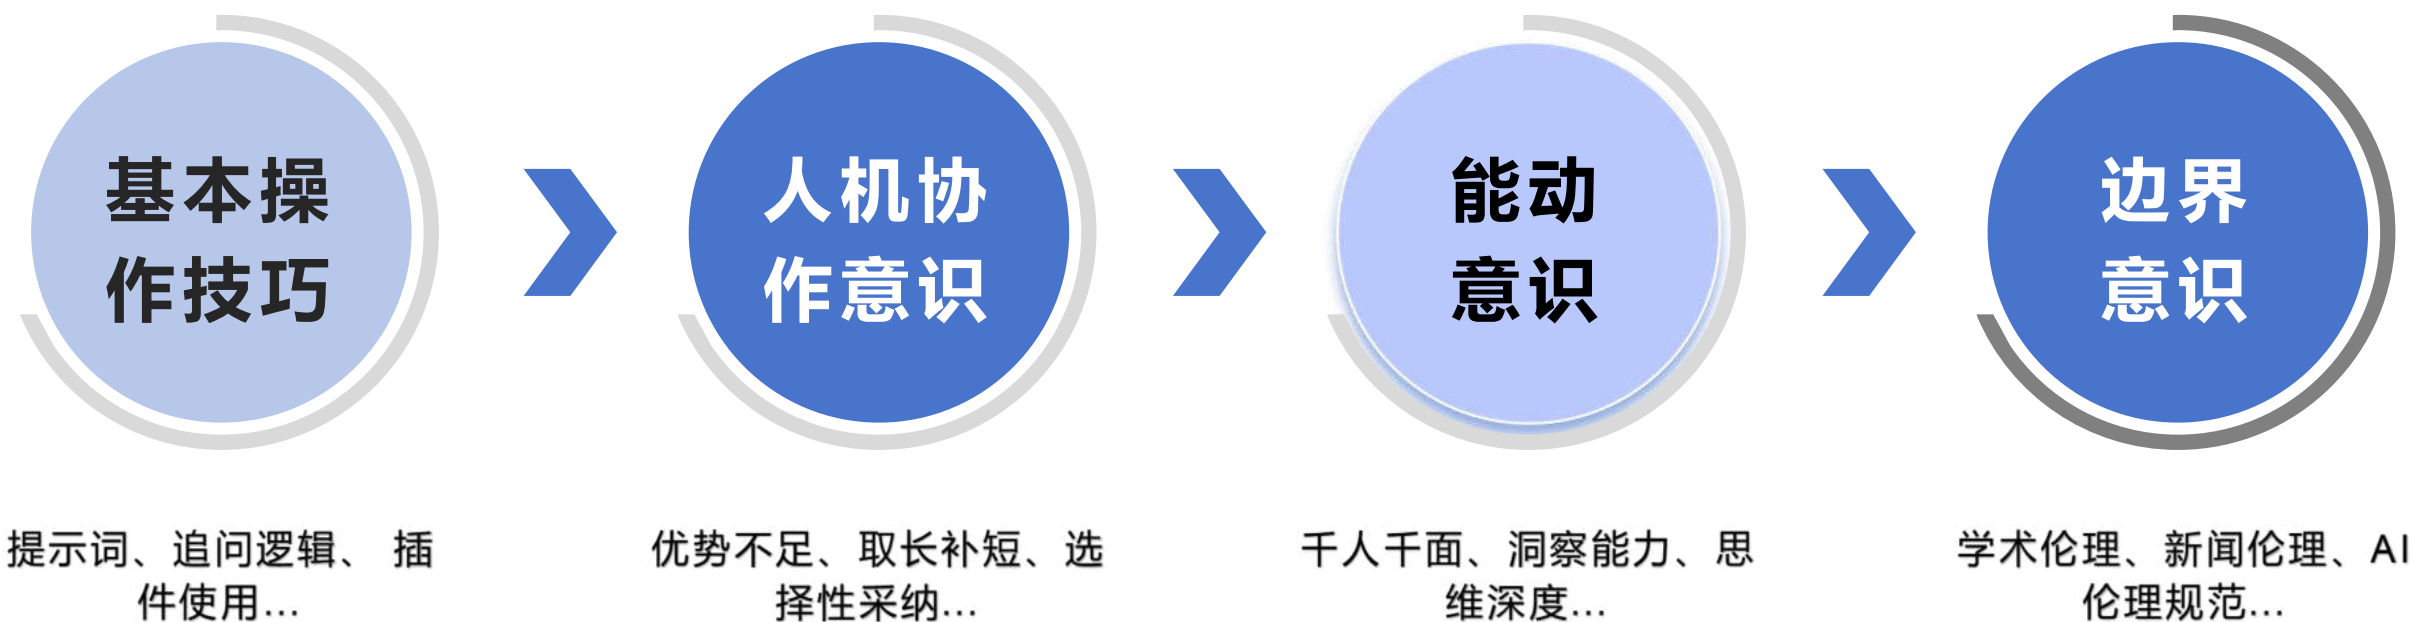 基本操
作技巧
人机协
作意识
能动
意识
边界
意识
提示词、追问逻辑、 插
件使用...
优势不足、取长补短、选
择性采纳...
千人千面、洞察能力、思
维深度...
学术伦理、新闻伦理、AI
伦理规范...